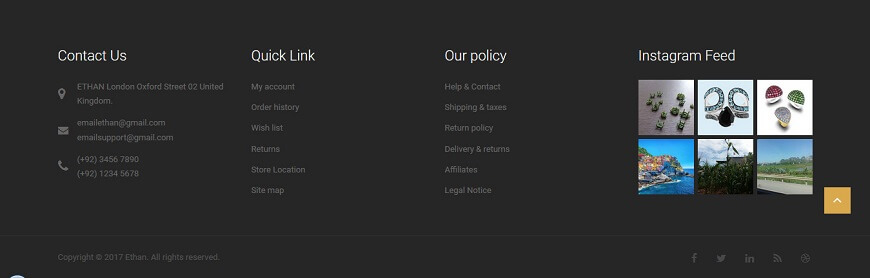 Contact Us
ETHAN London Oxford Street 02 United
Kingdom.
emailethan@gmail.com
emailsupport@gmail.com
(+92) 3456 7890
(+92) 1234 5678
Quick Link
My account
Order history
Wish list
Returns
Store Location
Site map
Our policy
Help & Contact
Shipping & taxes
Return policy
Delivery & returns
Affiliates
Legal Notice
Instagram Feed
Copyright © 2017 Ethan. All rights reserved.